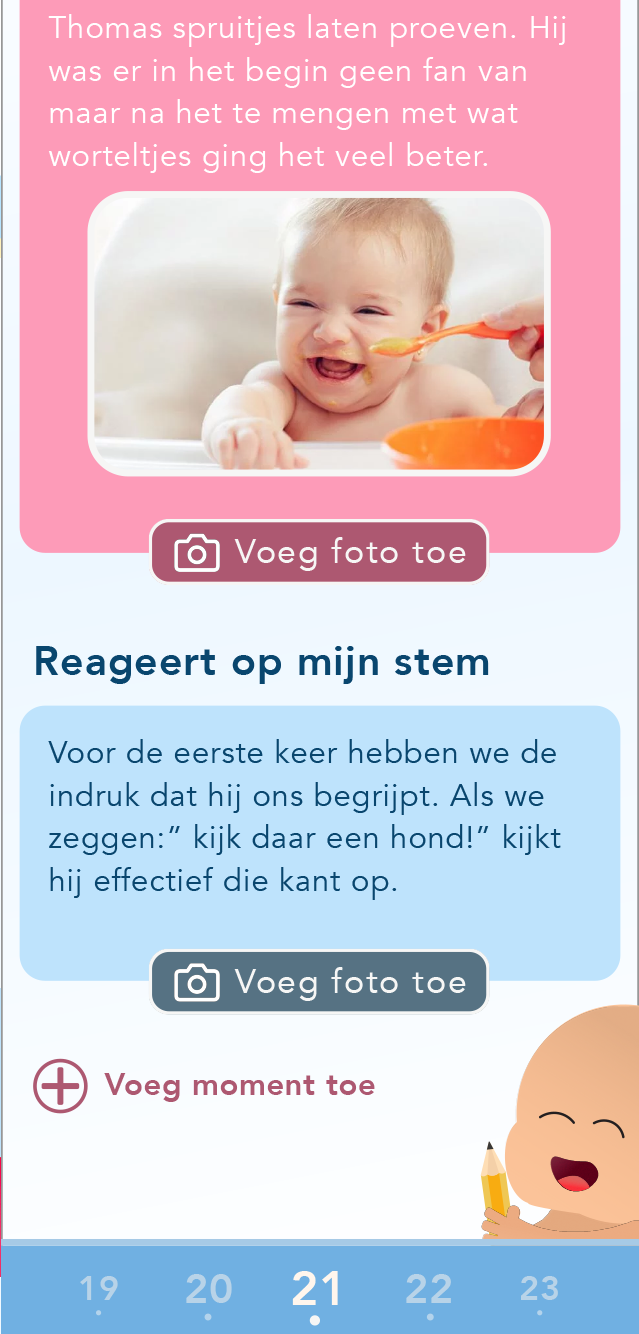 Thomas spruitjes laten proeven. Hij
was er in het begin geen fan van
maar na het te mengen met wat
worteltjes ging het veel beter.
Voeg foto toe
Reageert op mijn stem
Voor de eerste keer hebben we de
indruk dat hij ons begrijpt. Als we
zeggen:” kijk daar een hond!” kijkt
hij effectief die kant op.
Voeg foto toe
Voeg moment toe
19 20 21 22 23